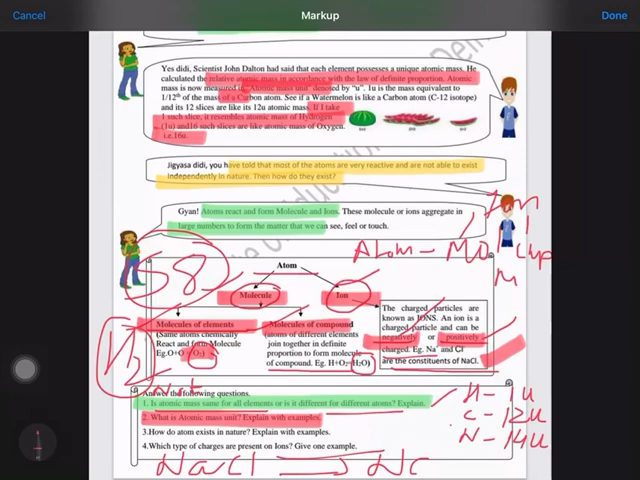 Cancel
Markup
Done
Yes didi, Scientist John Dalton had said that each element possesses a unique atomic mass. He
calculated the relative atomic mass in accordance with the law of definite proportion. Atomic
mass is now measured in "Atomic mass unit" denoted by "u". 1u is the mass equivalent to
1/12th of the mass of a Carbon atom. See if a Watermelon is like a Carbon atom (C-12 isotope)
and its 12 slices are like its 12u atomic mass. If I take
1 such slice, it resembles atomic mass of Hydrogen
(1u) and16 such slices are like atomic mass of Oxygen
i.e.16u.
Jigyasa didi, you have told that most of the atoms are very reactive and are not able to exist
independently in nature. Then how do they exist?
Gyan! Atoms react and form Molecule and Ions. These molecule or ions aggregate in
large numbers to form the matter that we can see, feel or touch.
Ion
Atom - Mo
58
Atom
Molecule
Ion
Molecules of elements
(Same atoms chemically
React and form Molecule
Eg.O+O O2)
Molecules of compound
(atoms of different elements
join together in definite
proportion to form molecule
of compound. Eg. H+O2=H2O)
The charged particles are
known as IONS. An ion is a
charged particle and can be
negatively or positively
charged. Eg. Na+ and Cl-
are the constituents of NaCl.
Answer the following questions.
1. Is atomic mass same for all elements or is it different for different atoms? Explain.
2. What is Atomic mass unit? Explain with examples.
3.How do atom exists in nature? Explain with examples.
4.Which type of charges are present on Ions? Give one example.
H - 1u
C - 12u
N - 14u
NaCl